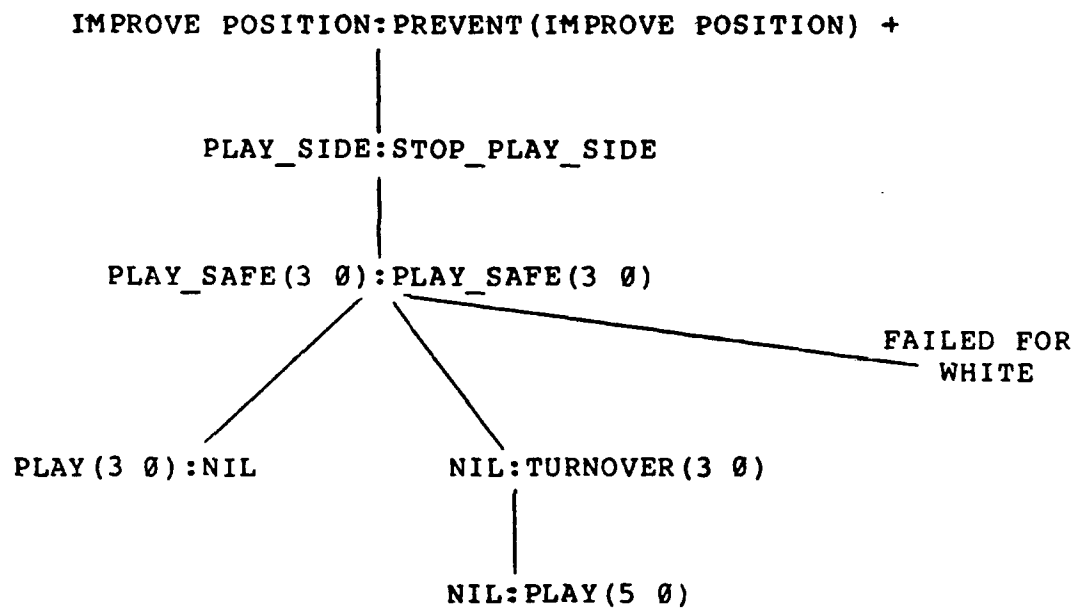 IMPROVE POSITION:PREVENT(IMPROVE POSITION) +
PLAY_SIDE:STOP_PLAY_SIDE
PLAY_SAFE(3 Ø):PLAY_SAFE(3 Ø)
FAILED FOR
WHITE
PLAY(3 Ø):NIL
NIL:TURNOVER(3 Ø)
NIL:PLAY(5 Ø)